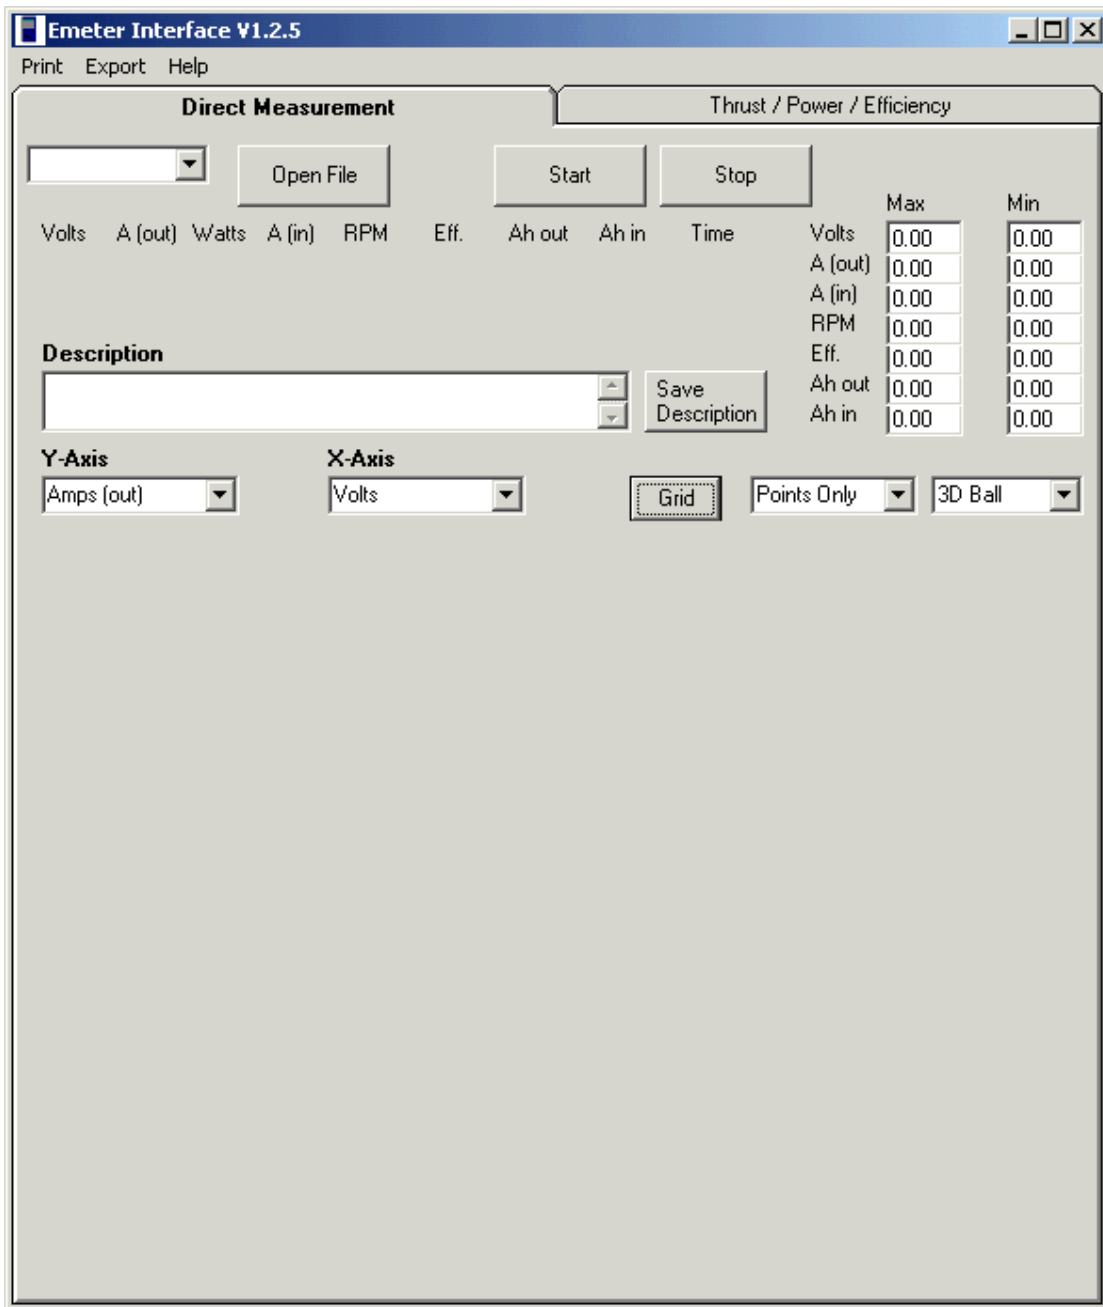 Emeter Interface V1.2.5
Print Export Help
Direct Measurement
Thrust / Power / Efficiency
Open File
Start
Stop
Max Min
Volts A (out) Watts A (in) RPM Eff. Ah out Ah in Time
Volts 0.00 0.00
A (out) 0.00 0.00
A (in) 0.00 0.00
RPM 0.00 0.00
Eff. 0.00 0.00
Ah out 0.00 0.00
Ah in 0.00 0.00
Description
Save
Description
Y-Axis X-Axis
Amps (out) Volts Grid Points Only 3D Ball